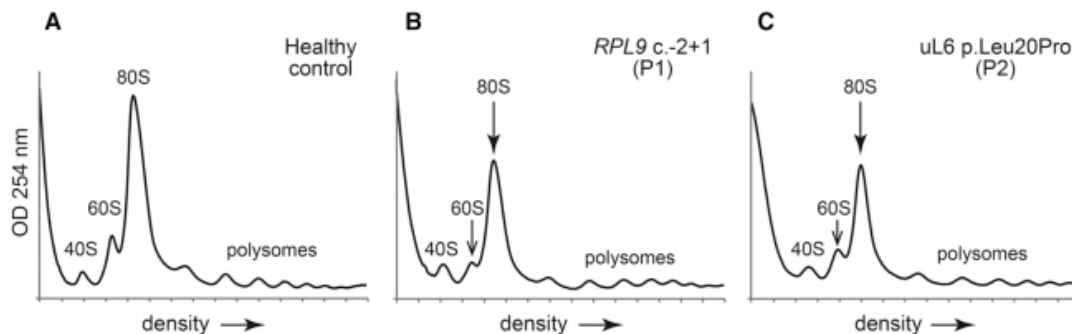 A
Healthy
control
80S
60S
40S
polysomes
OD 254 nm
density
B
RPL9 c.-2+1
(P1)
80S
60S
40S
polysomes
density
C
uL6 p.Leu20Pro
(P2)
80S
60S
40S
polysomes
density